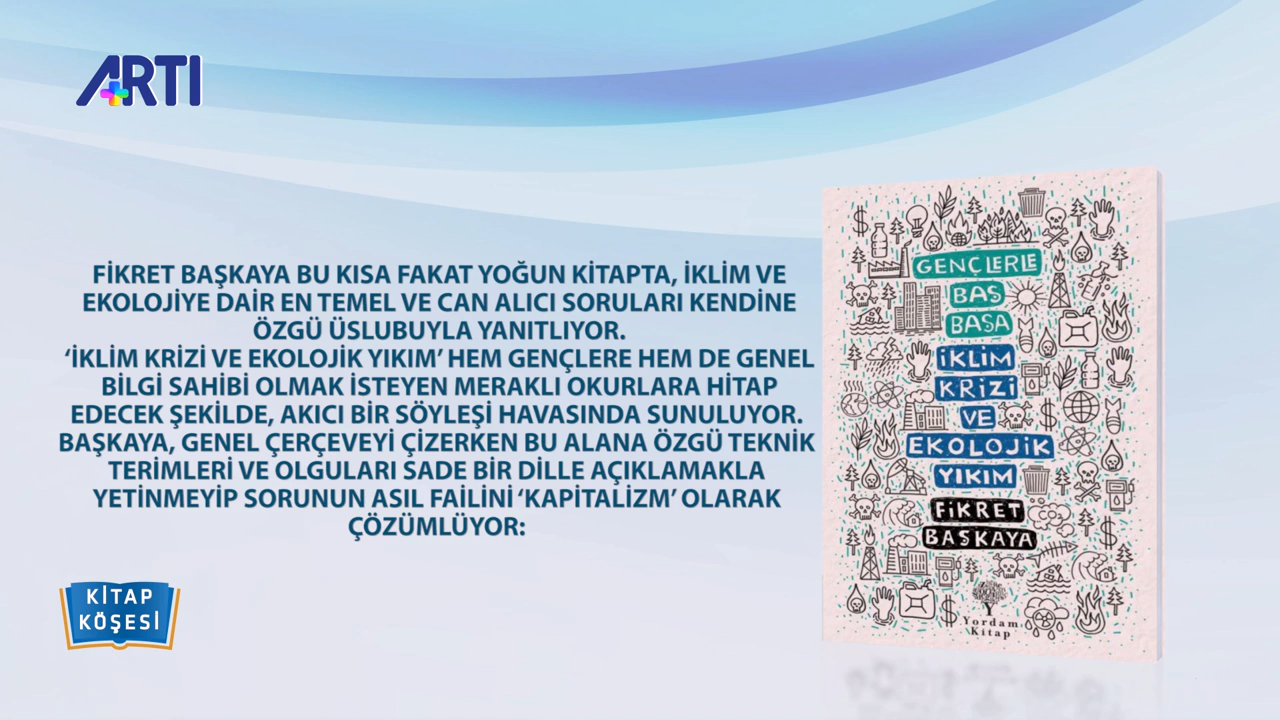 ARTI
FİKRET BAŞKAYA BU KISA FAKAT YOĞUN KİTAPTA, İKLİM VE
EKOLOJİYE DAİR EN TEMEL VE CAN ALICI SORULARI KENDİNE
ÖZGÜ ÜSLUBUYLA YANITLIYOR.
‘İKLİM KRİZİ VE EKOLOJİK YIKIM’ HEM GENÇLERE HEM DE GENEL
BİLGİ SAHİBİ OLMAK İSTEYEN MERAKLI OKURLARA HİTAP
EDECEK ŞEKİLDE, AKICI BİR SÖYLEŞİ HAVASINDA SUNULUYOR.
BAŞKAYA, GENEL ÇERÇEVEYİ ÇİZERKEN BU ALANA ÖZGÜ TEKNİK
TERİMLERİ VE OLGULARI SADE BİR DİLLE AÇIKLAMAKLA
YETİNMEYİP SORUNUN ASIL FAİLİNİ ‘KAPİTALİZM’ OLARAK
ÇÖZÜMLÜYOR:
KİTAP
KÖŞESİ
GENÇLERLE
BAŞ
BAŞA
İKLİM
KRİZİ
VE
EKOLOJİK
YIKIM
FİKRET
BAŞKAYA
Yordam
Kitap